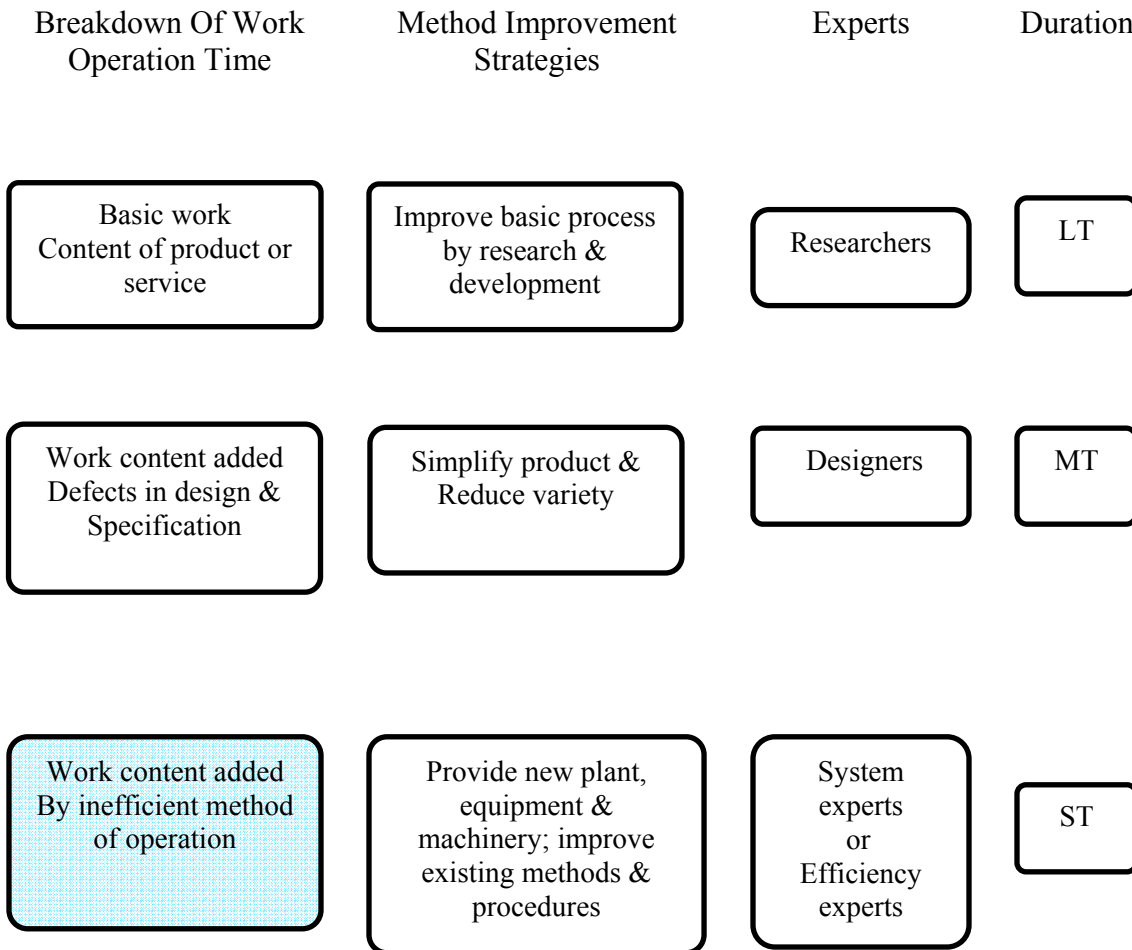 Breakdown Of Work
Operation Time
Method Improvement
Strategies
Experts
Duration
Basic work
Content of product or
service
Improve basic process
by research &
development
Researchers
LT
Work content added
Defects in design &
Specification
Simplify product &
Reduce variety
Designers
MT
Work content added
By inefficient method
of operation
Provide new plant,
equipment &
machinery; improve
existing methods &
procedures
System
experts
or
Efficiency
experts
ST